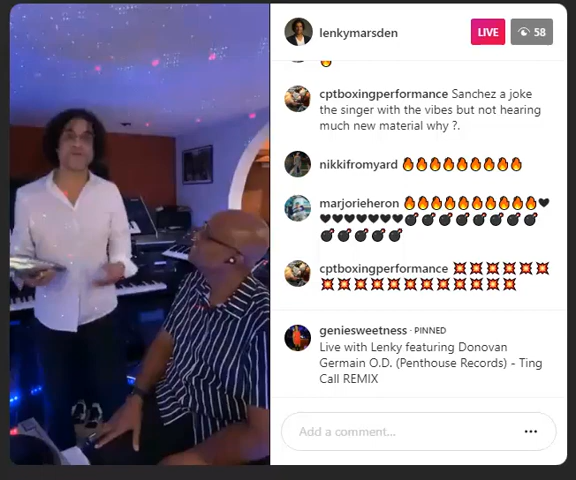 lenkymarsden
LIVE
58
cptboxingperformance Sanchez a joke
the singer with the vibes but not hearing
much new material why ?.
nikkifromyard 🔥🔥🔥🔥🔥🔥🔥🔥🔥
marjorieheron 🔥🔥🔥🔥🔥🔥🔥🔥🔥🔥🖤
🖤🖤🖤🖤🖤🖤🖤💣💣💣💣💣💣💣💣
💣💣💣💣💣
cptboxingperformance 💥💥💥💥💥💥
💥💥💥💥💥💥💥💥💥💥💥💥💥💥
geniesweetness · PINNED
Live with Lenky featuring Donovan
Germain O.D. (Penthouse Records) - Ting
Call REMIX
Add a comment...